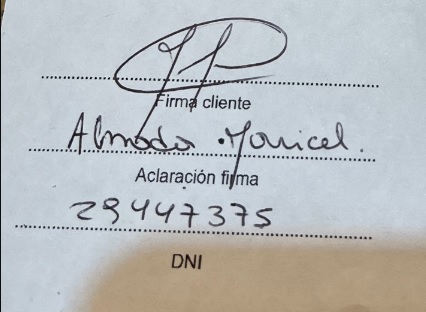 Firma cliente
Almada Maricel.
Aclaración firma
29447375
DNI